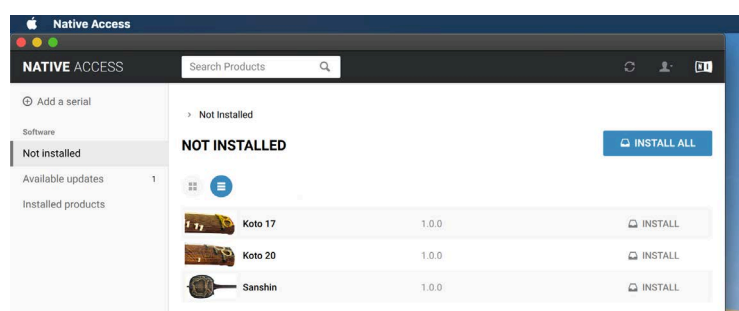 Native Access
NATIVE ACCESS
Search Products
Add a serial
Software
Not installed
Available updates 1
Installed products
> Not Installed
NOT INSTALLED
INSTALL ALL
Koto 17 1.0.0 INSTALL
Koto 20 1.0.0 INSTALL
Sanshin 1.0.0 INSTALL